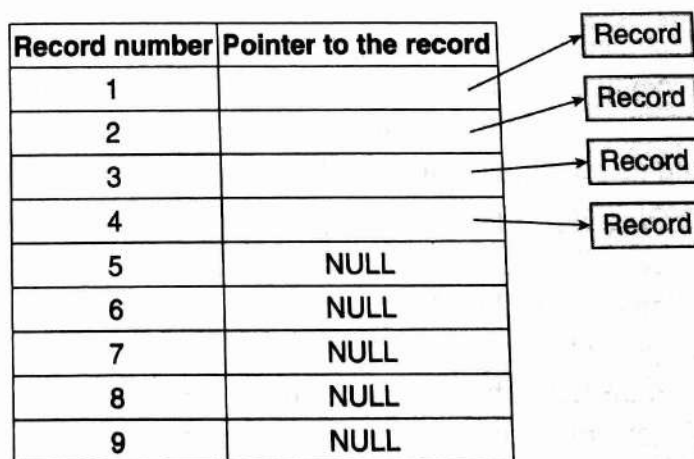 Record number Pointer to the record
1
2
3
4
5 NULL
6 NULL
7 NULL
8 NULL
9 NULL
Record
Record
Record
Record